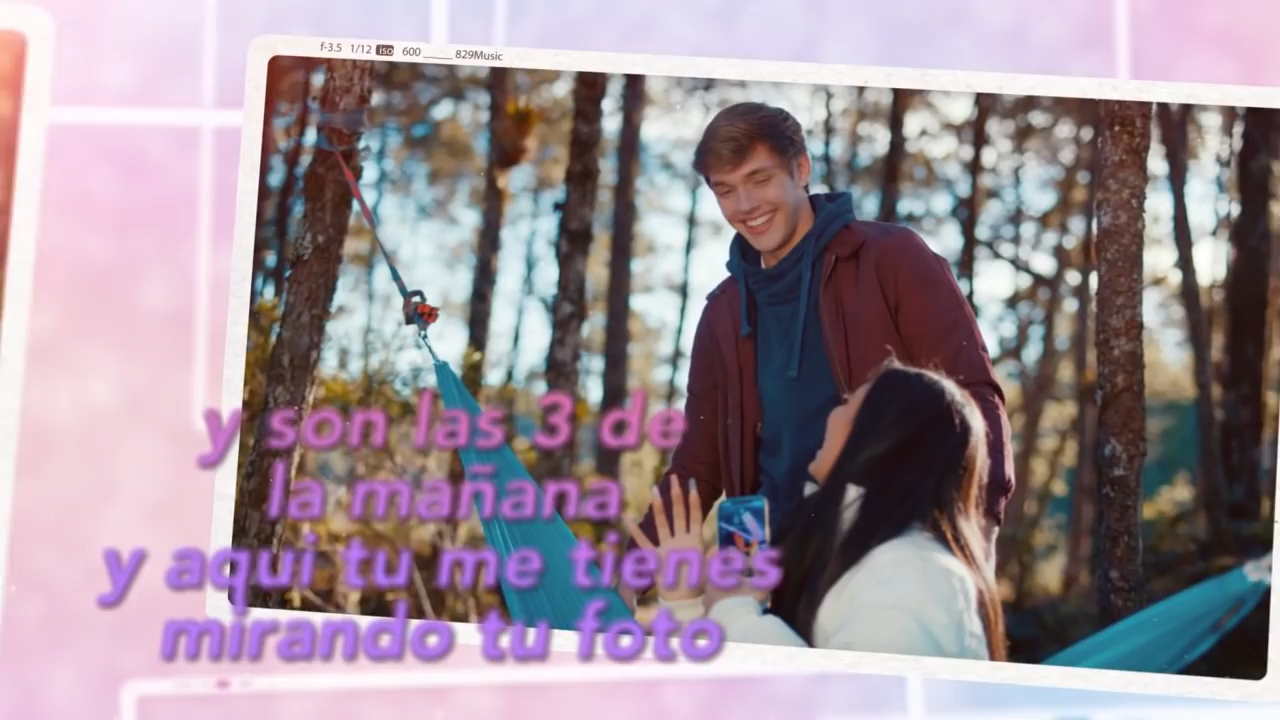 f-3.5 1/12 iso 600 ____ 829Music
y son las 3 de
la mañana
y aqui tu me tienes
mirando tu foto